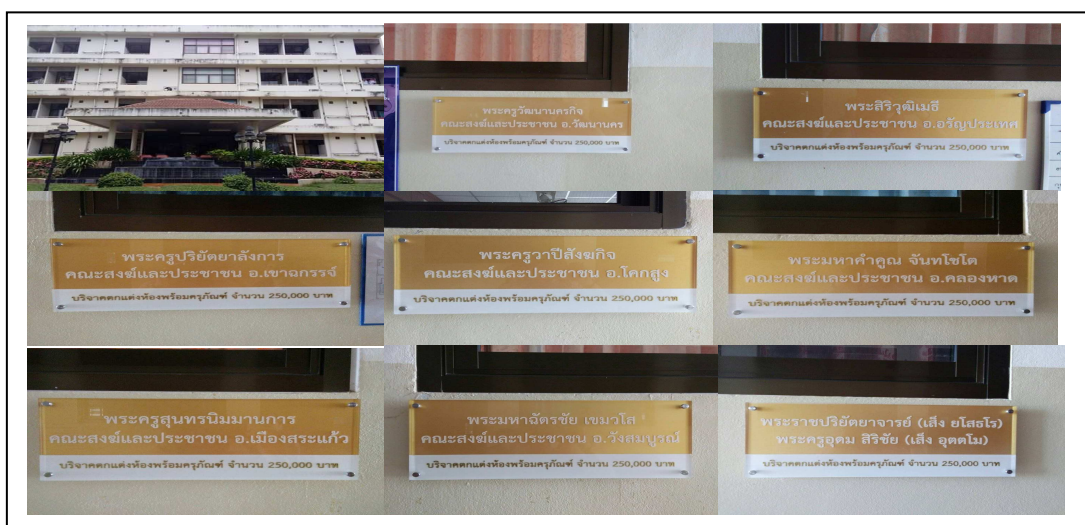 พระครูวัฒนานครกิจ
คณะสงฆ์และประชาชน อ.วัฒนานคร
บริจาคตกแต่งห้องพร้อมครุภัณฑ์ จำนวน 250,000 บาท
พระสิริวุฒิเมธี
คณะสงฆ์และประชาชน อ.อรัญประเทศ
บริจาคตกแต่งห้องพร้อมครุภัณฑ์ จำนวน 250,000 บาท
พระครูปริยัตยาลังการ
คณะสงฆ์และประชาชน อ.เขาฉกรรจ์
บริจาคตกแต่งห้องพร้อมครุภัณฑ์ จำนวน 250,000 บาท
พระครูวาปีสังฆกิจ
คณะสงฆ์และประชาชน อ.โคกสูง
บริจาคตกแต่งห้องพร้อมครุภัณฑ์ จำนวน 250,000 บาท
พระมหาคำคูณ จันทโชโต
คณะสงฆ์และประชาชน อ.คลองหาด
บริจาคตกแต่งห้องพร้อมครุภัณฑ์ จำนวน 250,000 บาท
พระครูสุนทรนิมมานการ
คณะสงฆ์และประชาชน อ.เมืองสระแก้ว
บริจาคตกแต่งห้องพร้อมครุภัณฑ์ จำนวน 250,000 บาท
พระมหาฉัตรชัย เขมวโส
คณะสงฆ์และประชาชน อ.วังสมบูรณ์
บริจาคตกแต่งห้องพร้อมครุภัณฑ์ จำนวน 250,000 บาท
พระราชปริยัตยาจารย์ (เสิ่ง ยโสธโร)
พระครูอุดม สิริชัย (เสิ่ง อุตตโม)
บริจาคตกแต่งห้องพร้อมครุภัณฑ์ จำนวน 250,000 บาท